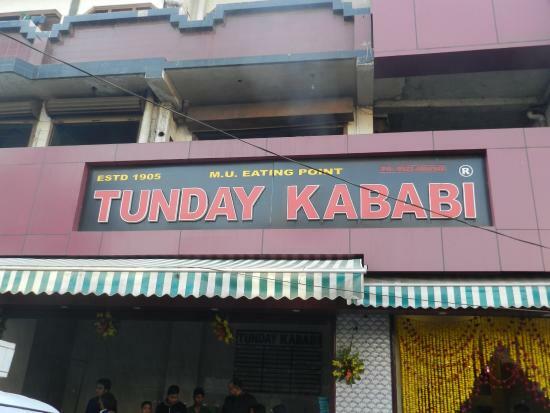 ESTD 1905 M.U. EATING POINT
TUNDAY KABABI ®
TUNDAY KABABI